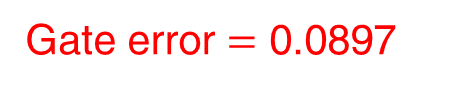 Gate error = 0.0897